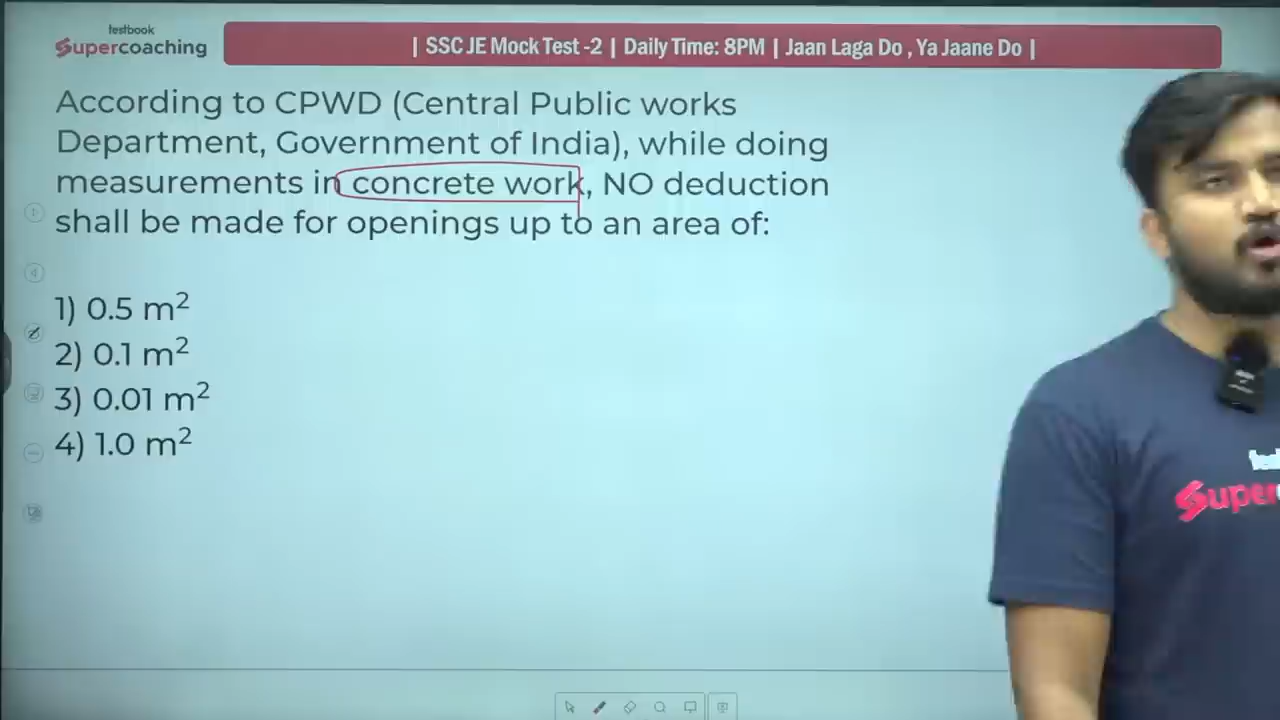 testbook
Supercoaching
| SSC JE Mock Test -2 | Daily Time: 8PM | Jaan Laga Do , Ya Jaane Do |
According to CPWD (Central Public works
Department, Government of India), while doing
measurements in concrete work, NO deduction
shall be made for openings up to an area of:
1) 0.5 m²
2) 0.1 m²
3) 0.01 m²
4) 1.0 m²
Super